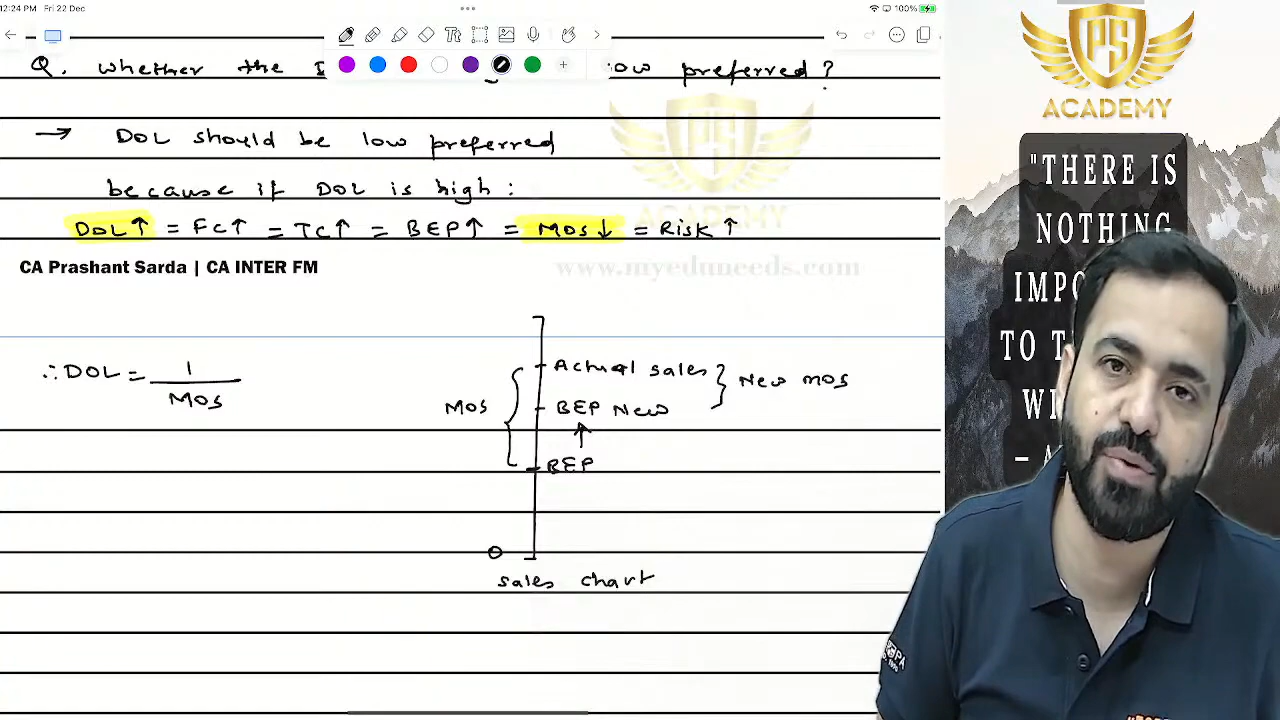 12:24 PM Fri 22 Dec
100%
Q. Whether the ow preferred?
→ DOL should be low preferred
because if DOL is high:
DOL↑ = FC↑ = TC↑ = BEP↑ = MOS↓ = Risk↑
CA Prashant Sarda | CA INTER FM
www.myeduneeds.com
∴ DOL = 1
MOS
Actual sales
New MOS
MOS
BEP New
↑
BEP
0
sales chart
PS
ACADEMY
PS
ACADEMY
"THERE IS
NOTHING
IMPO
TO T
WI
– A